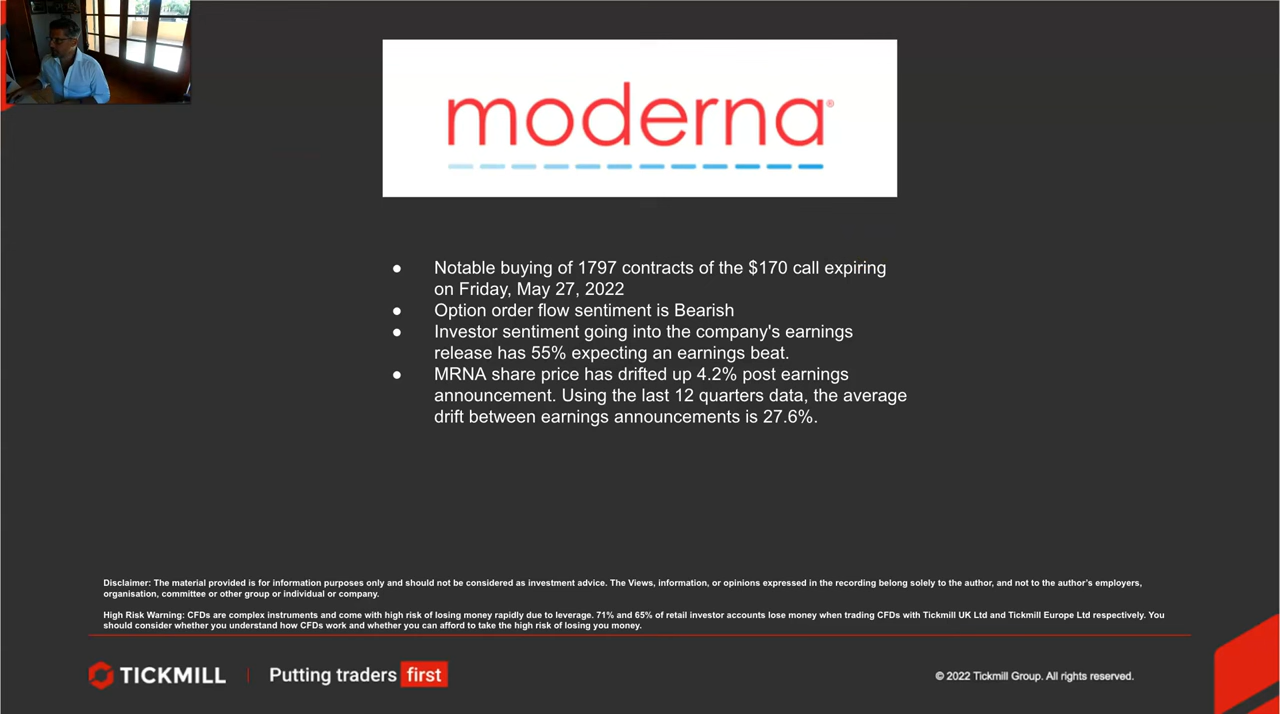 moderna®
● Notable buying of 1797 contracts of the $170 call expiring
on Friday, May 27, 2022
● Option order flow sentiment is Bearish
● Investor sentiment going into the company's earnings
release has 55% expecting an earnings beat.
● MRNA share price has drifted up 4.2% post earnings
announcement. Using the last 12 quarters data, the average
drift between earnings announcements is 27.6%.
Disclaimer: The material provided is for information purposes only and should not be considered as investment advice. The Views, information, or opinions expressed in the recording belong solely to the author, and not to the author's employers,
organisation, committee or other group or individual or company.
High Risk Warning: CFDs are complex instruments and come with high risk of losing money rapidly due to leverage. 71% and 65% of retail investor accounts lose money when trading CFDs with Tickmill UK Ltd and Tickmill Europe Ltd respectively. You
should consider whether you understand how CFDs work and whether you can afford to take the high risk of losing you money.
TICKMILL | Putting traders first
© 2022 Tickmill Group. All rights reserved.